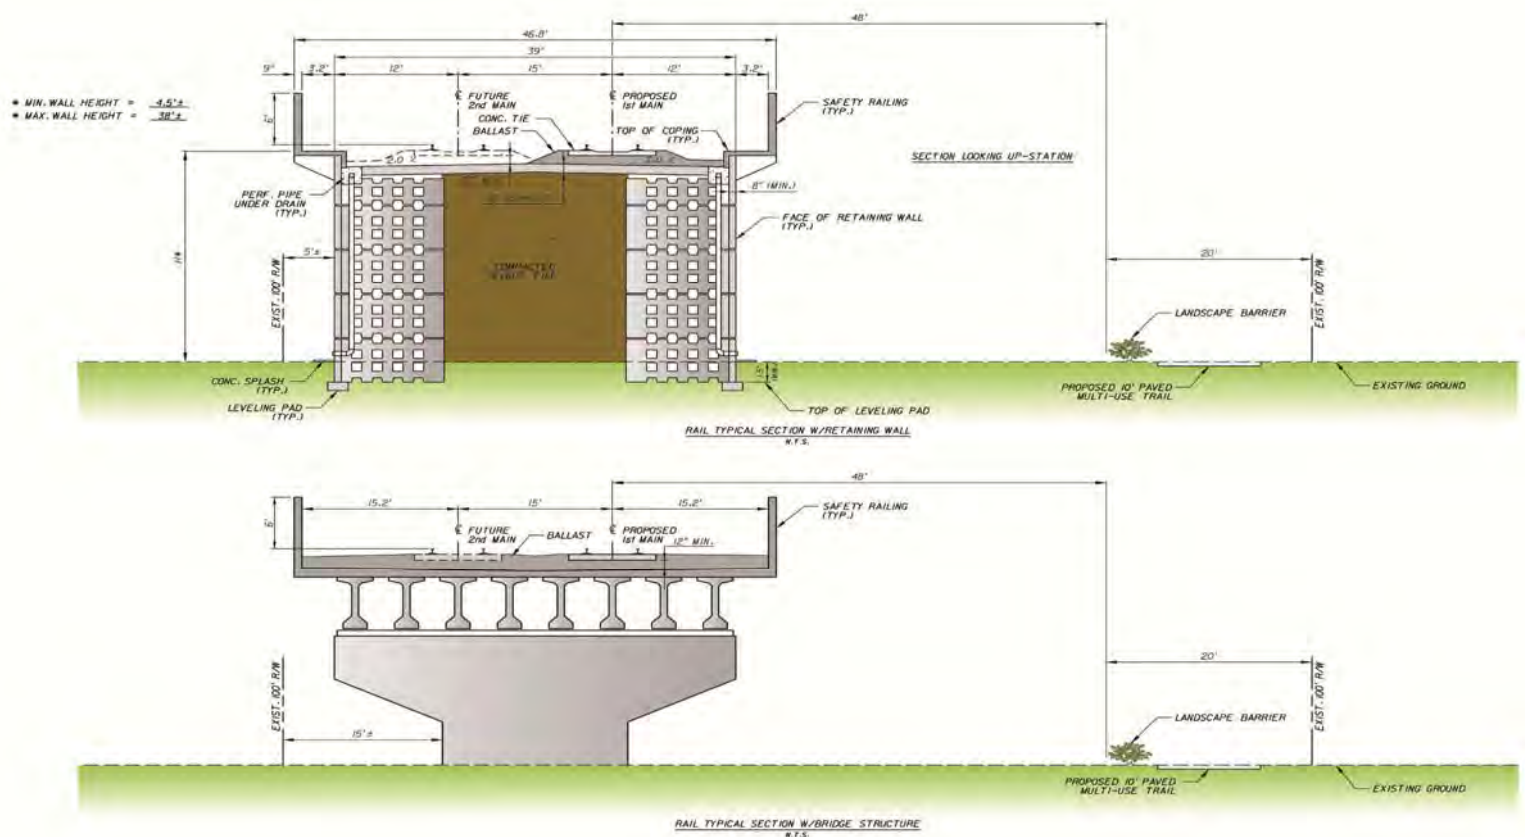 48'
46.8'
39'
9" 3.2' 12' 15' 12' 3.2'
* MIN. WALL HEIGHT = 4.5'±
* MAX. WALL HEIGHT = 38'±
℄ FUTURE
2nd MAIN
℄ PROPOSED
1st MAIN
CONC. TIE
BALLAST
TOP OF COPING
(TYP.)
SAFETY RAILING
(TYP.)
6'
SECTION LOOKING UP-STATION
2.0
PERF. PIPE
UNDER DRAIN
(TYP.)
8" (MIN.)
FACE OF RETAINING WALL
(TYP.)
5'±
EXIST. 100' R/W
COMPACTED
20'
EXIST. 100' R/W
LANDSCAPE BARRIER
CONC. SPLASH
(TYP.)
LEVELING PAD
(TYP.)
TOP OF LEVELING PAD
PROPOSED 10' PAVED
MULTI-USE TRAIL
EXISTING GROUND
RAIL TYPICAL SECTION W/RETAINING WALL
N.T.S.
48'
15.2' 15' 15.2'
SAFETY RAILING
(TYP.)
6'
℄ FUTURE
2nd MAIN
BALLAST
℄ PROPOSED
1st MAIN
12" MIN.
EXIST. 100' R/W
15'±
20'
EXIST. 100' R/W
LANDSCAPE BARRIER
PROPOSED 10' PAVED
MULTI-USE TRAIL
EXISTING GROUND
RAIL TYPICAL SECTION W/BRIDGE STRUCTURE
N.T.S.